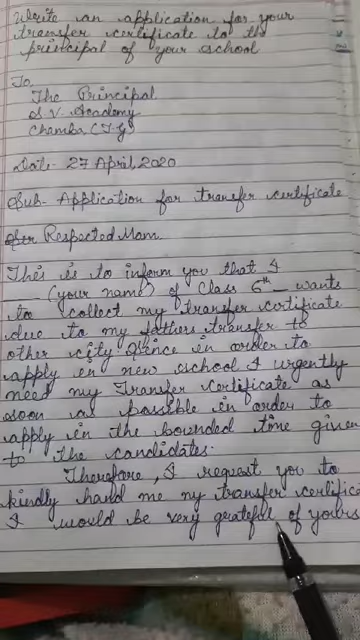 Write an application for your
transfer certificate to the
principal of your school
To,
The Principal
S.V. Academy
Chamba (T.G)
Date: 27 April, 2020
Sub- Application for transfer certificate
Respected Mam.
This is to inform you that I
(your name) of Class 6th wants
to collect my transfer certificate
due to my fathers transfer to
other city since in order to
apply in new school I urgently
need my Transfer certificate as
soon as possible in order to
apply in the bounded time given
to the candidates.
Therefore, I request you to
kindly hand me my transfer certifica
I would be very grateful of yours